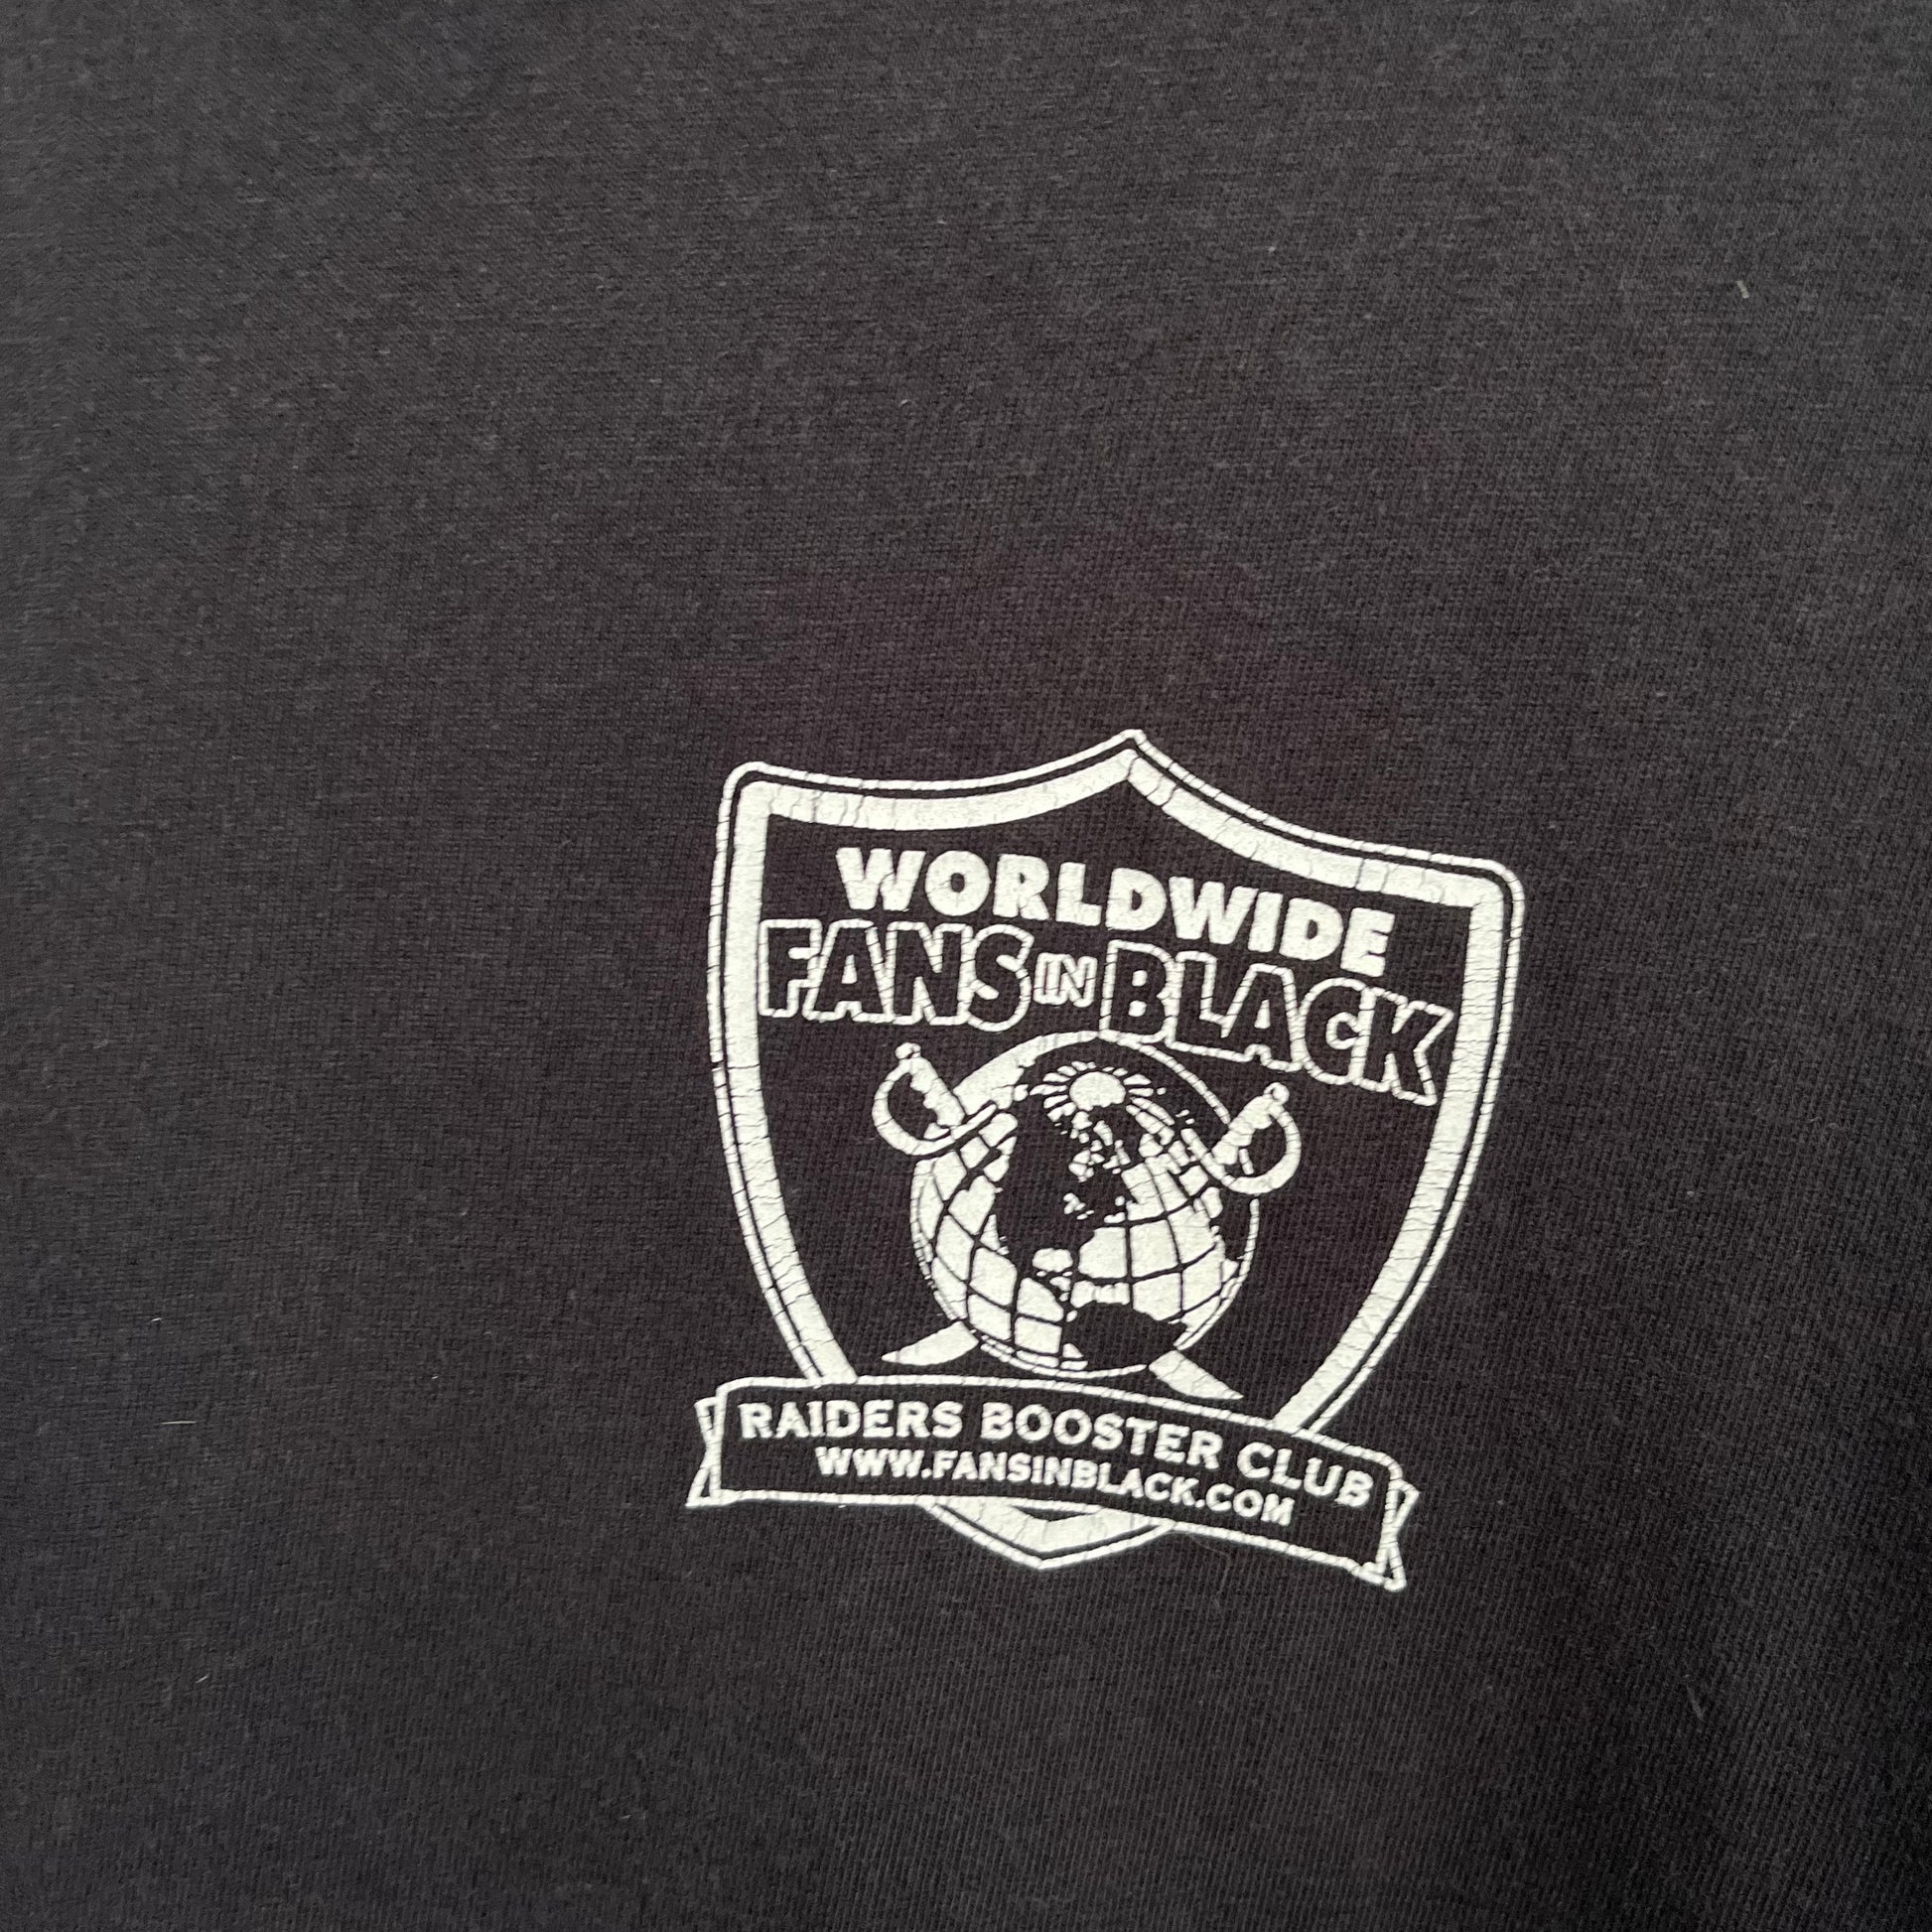 WORLDWIDE
FANS IN BLACK
RAIDERS BOOSTER CLUB
WWW.FANSINBLACK.COM